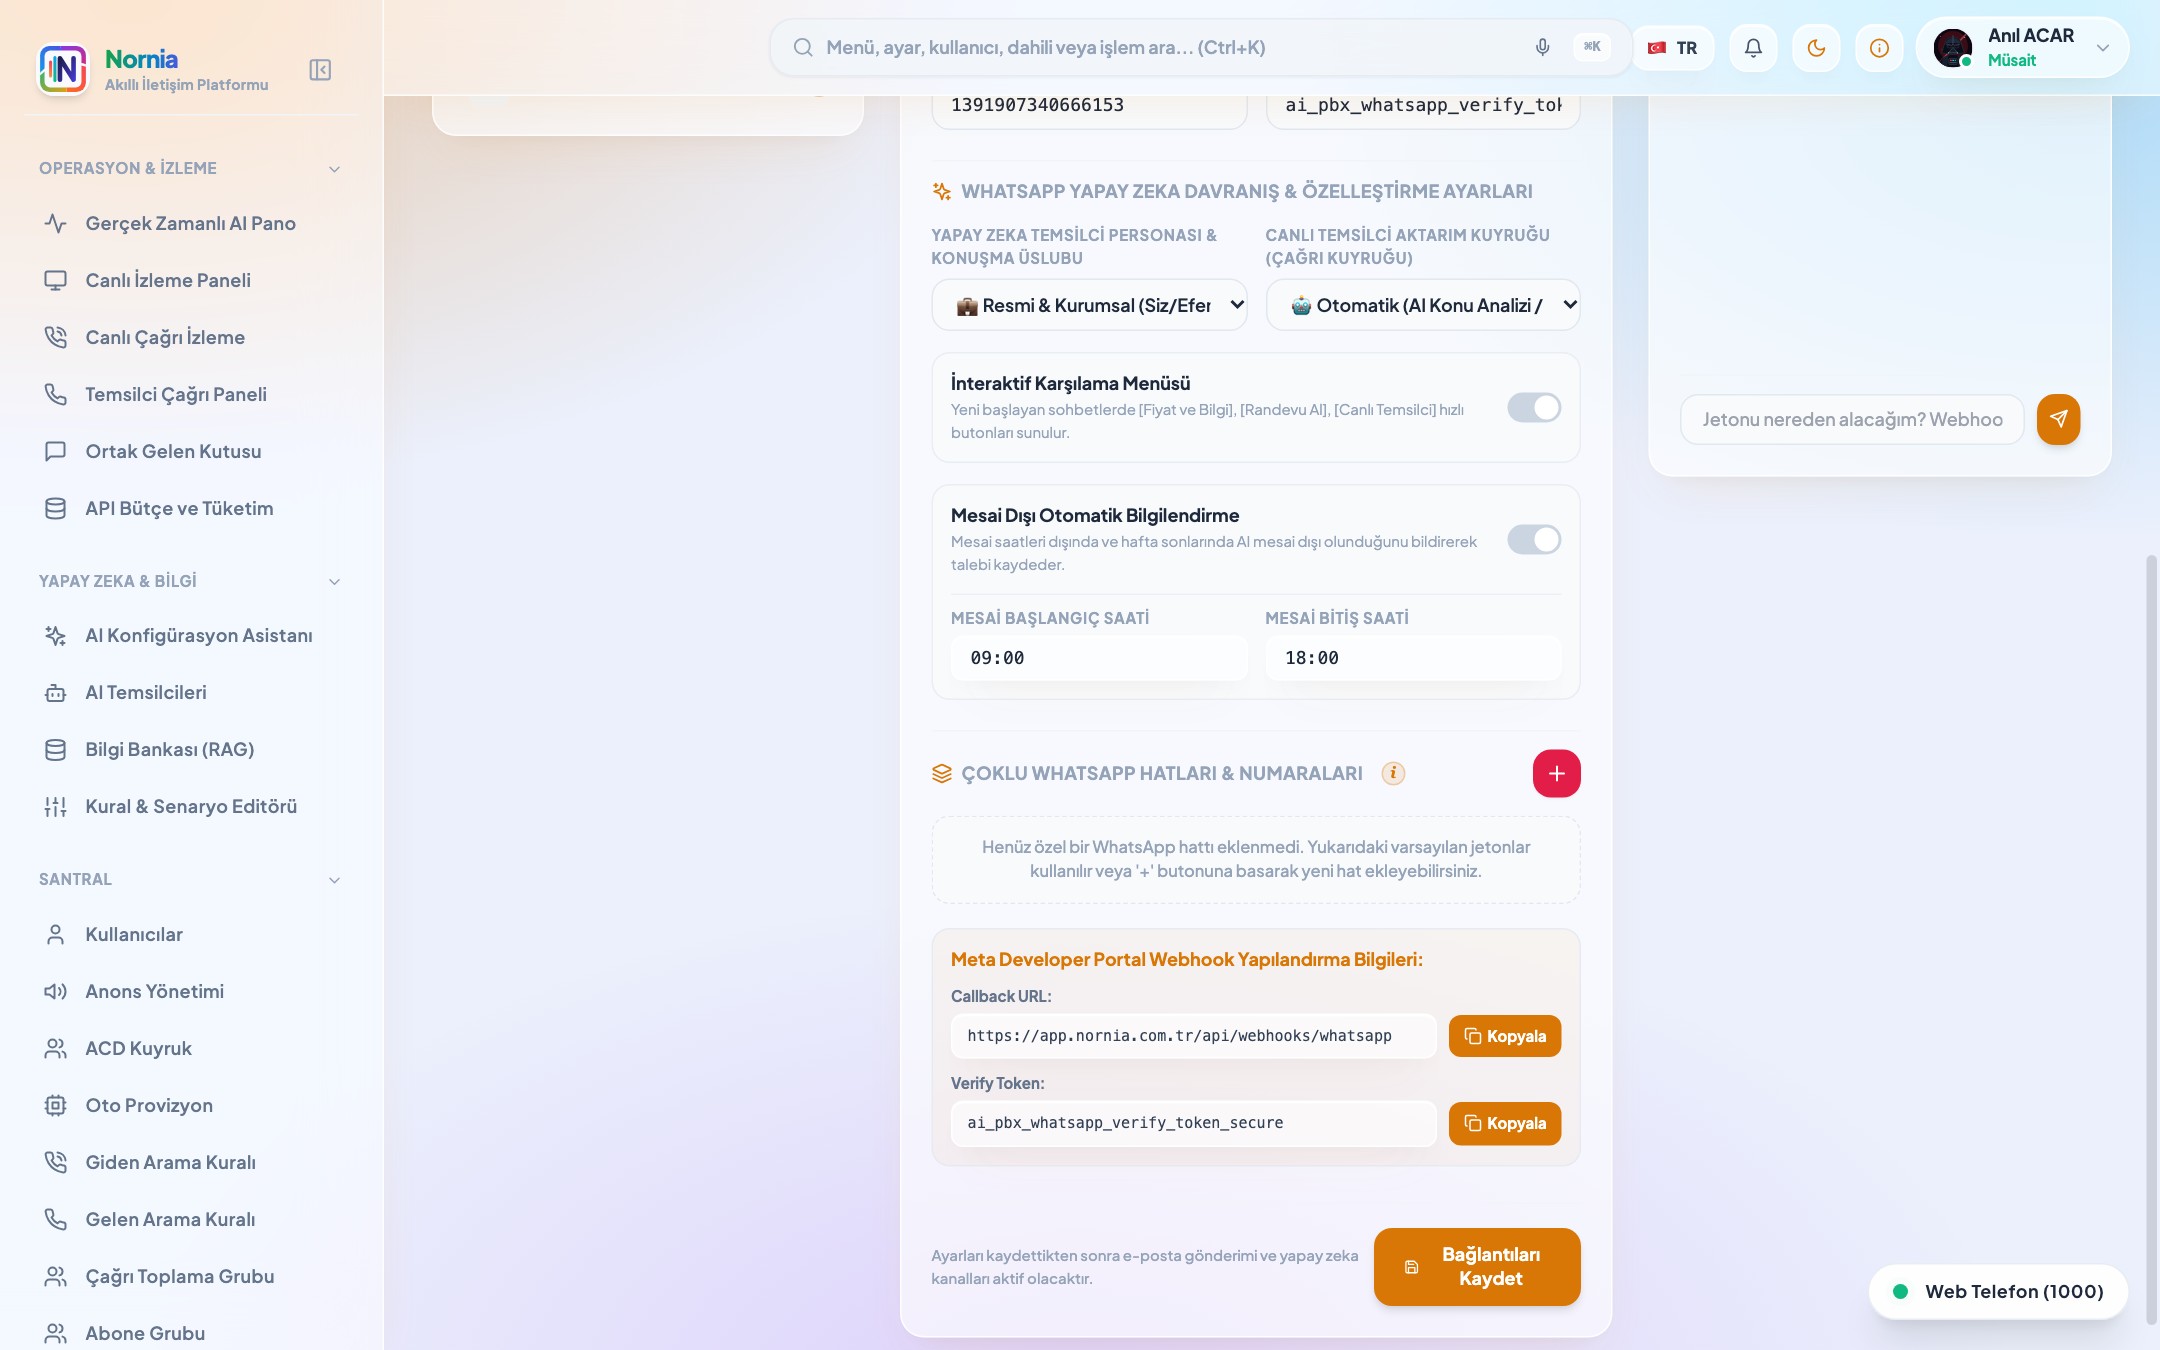 Nornia
Akıllı İletişim Platformu
OPERASYON & İZLEME
Gerçek Zamanlı AI Pano
Canlı İzleme Paneli
Canlı Çağrı İzleme
Temsilci Çağrı Paneli
Ortak Gelen Kutusu
API Bütçe ve Tüketim
YAPAY ZEKA & BİLGİ
AI Konfigürasyon Asistanı
AI Temsilcileri
Bilgi Bankası (RAG)
Kural & Senaryo Editörü
SANTRAL
Kullanıcılar
Anons Yönetimi
ACD Kuyruk
Oto Provizyon
Giden Arama Kuralı
Gelen Arama Kuralı
Çağrı Toplama Grubu
Abone Grubu
Menü, ayar, kullanıcı, dahili veya işlem ara... (Ctrl+K)
⌘K
TR
Anıl ACAR
Müsait
1391907340666153
ai_pbx_whatsapp_verify_tok
WHATSAPP YAPAY ZEKA DAVRANIŞ & ÖZELLEŞTİRME AYARLARI
YAPAY ZEKA TEMSİLCİ PERSONASI &
KONUŞMA ÜSLUBU
CANLI TEMSİLCİ AKTARIM KUYRUĞU
(ÇAĞRI KUYRUĞU)
Resmi & Kurumsal (Siz/Efer
Otomatik (AI Konu Analizi /
İnteraktif Karşılama Menüsü
Yeni başlayan sohbetlerde [Fiyat ve Bilgi], [Randevu Al], [Canlı Temsilci] hızlı
butonları sunulur.
Mesai Dışı Otomatik Bilgilendirme
Mesai saatleri dışında ve hafta sonlarında AI mesai dışı olunduğunu bildirerek
talebi kaydeder.
MESAİ BAŞLANGIÇ SAATİ
MESAİ BİTİŞ SAATİ
09:00
18:00
ÇOKLU WHATSAPP HATLARI & NUMARALARI
Henüz özel bir WhatsApp hattı eklenmedi. Yukarıdaki varsayılan jetonlar
kullanılır veya '+' butonuna basarak yeni hat ekleyebilirsiniz.
Meta Developer Portal Webhook Yapılandırma Bilgileri:
Callback URL:
https://app.nornia.com.tr/api/webhooks/whatsapp
Kopyala
Verify Token:
ai_pbx_whatsapp_verify_token_secure
Kopyala
Ayarları kaydettikten sonra e-posta gönderimi ve yapay zeka
kanalları aktif olacaktır.
Bağlantıları
Kaydet
Jetonu nereden alacağım? Webhoo
Web Telefon (1000)